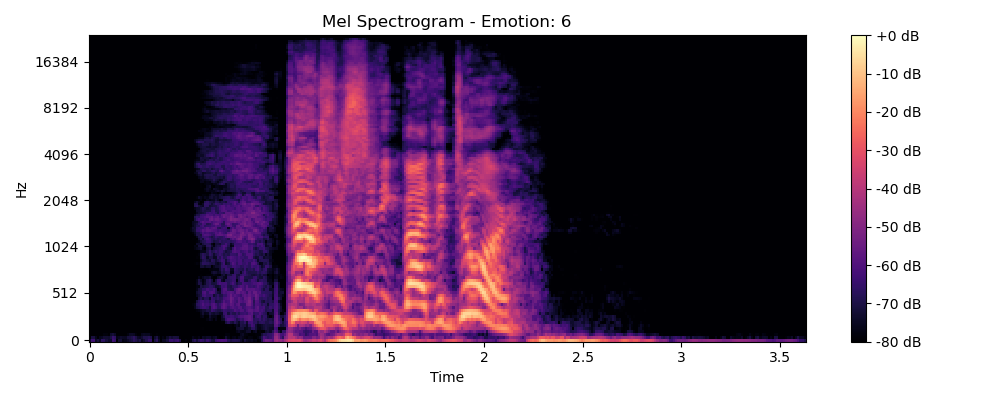 Mel Spectrogram - Emotion: 6
Hz
16384
8192
4096
2048
1024
512
0
0 0.5 1 1.5 2 2.5 3 3.5
Time
+0 dB
-10 dB
-20 dB
-30 dB
-40 dB
-50 dB
-60 dB
-70 dB
-80 dB